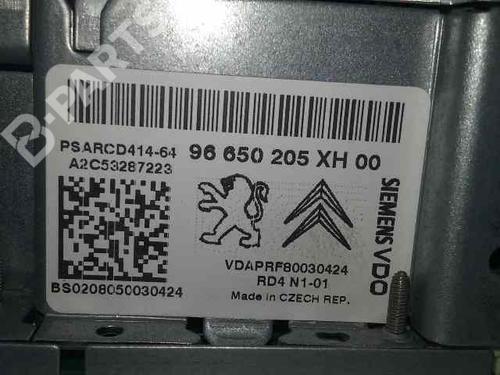 B-PARTS
PSARCD414-64
96 650 205 XH 00
A2C53287223
SIEMENS VDO
VDAPRF80030424
RD4 N1-01
BS0208050030424
Made in CZECH REP.